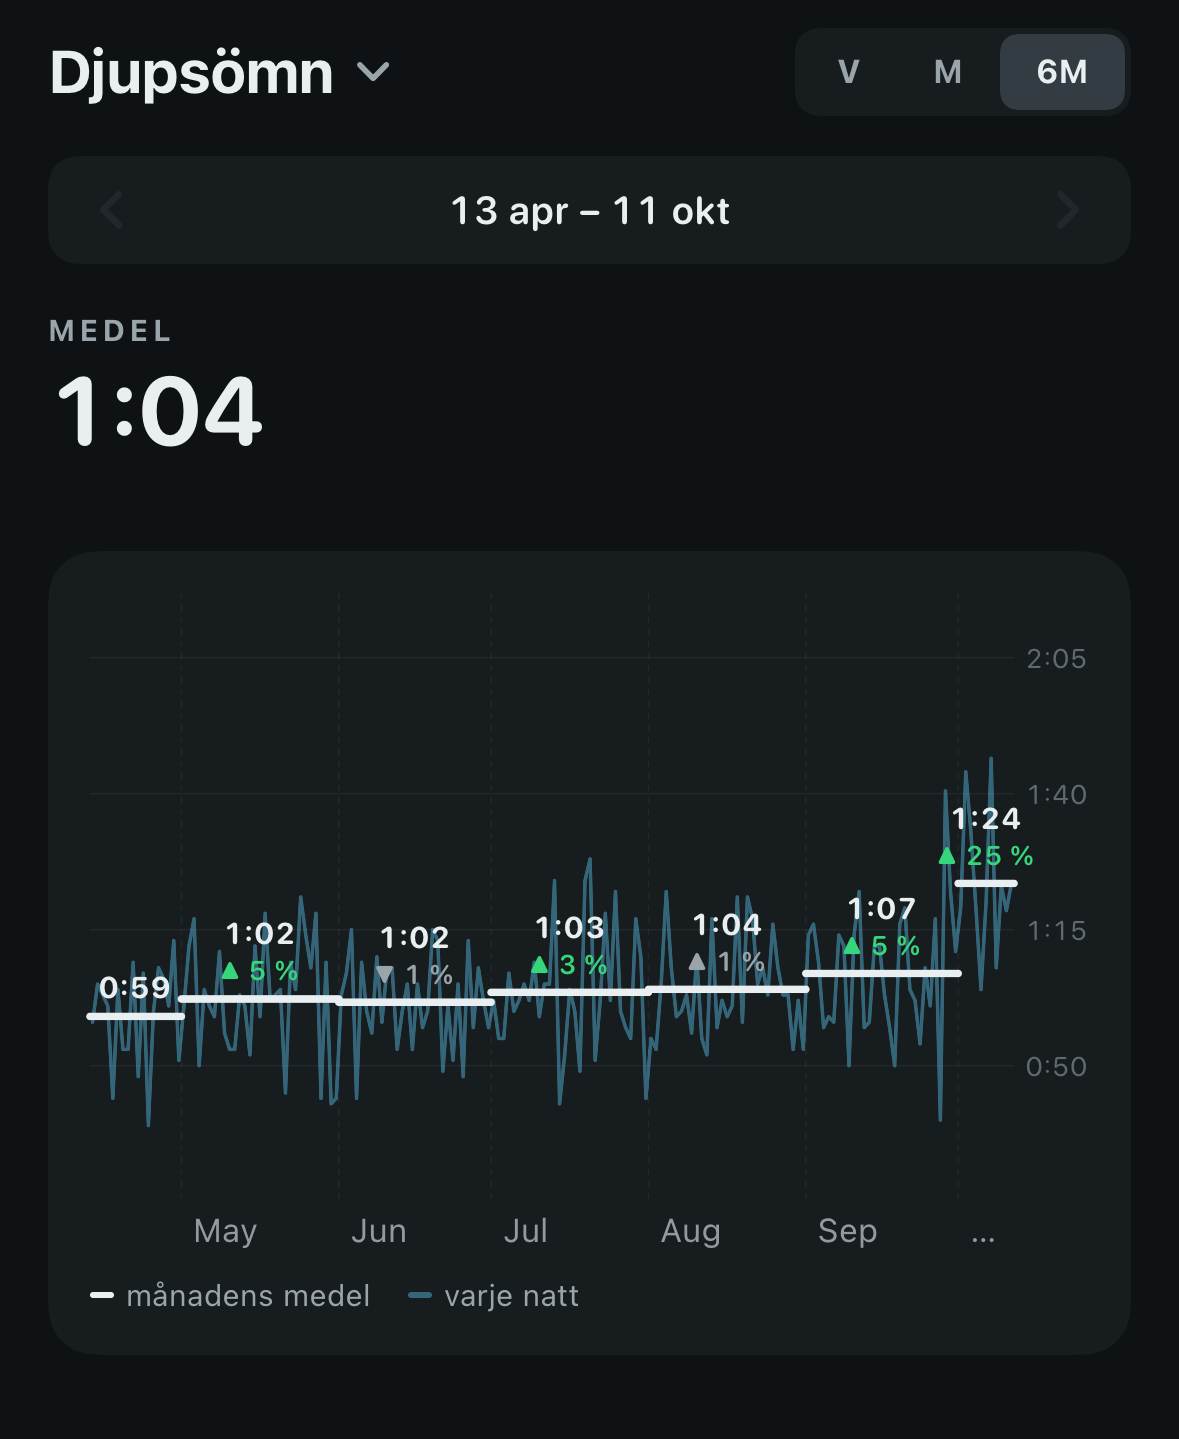 Djupsömn
V M 6M
13 apr – 11 okt
MEDEL
1:04
2:05
1:40
1:24
▲ 25 %
1:15
1:07
▲ 5 %
1:04
▲ 1 %
1:03
▲ 3 %
1:02
▼ 1 %
1:02
▲ 5 %
0:59
0:50
May Jun Jul Aug Sep ...
månadens medel varje natt